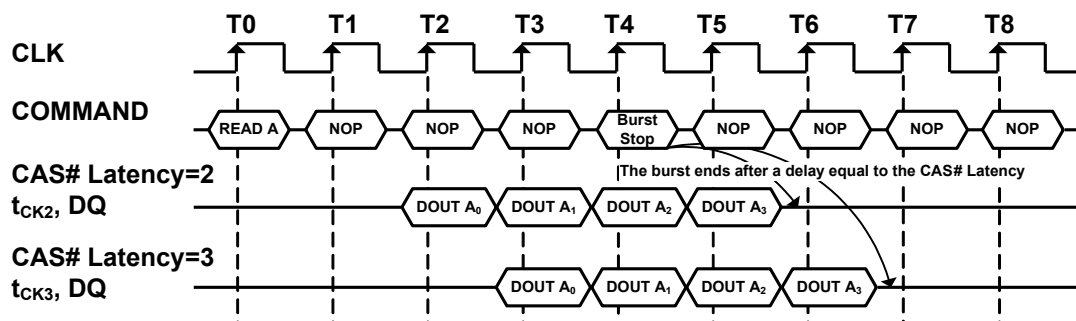 T0 T1 T2 T3 T4 T5 T6 T7 T8
CLK
COMMAND
READ A NOP NOP NOP Burst Stop NOP NOP NOP NOP
The burst ends after a delay equal to the CAS# Latency
CAS# Latency=2
tCK2, DQ
DOUT A0 DOUT A1 DOUT A2 DOUT A3
CAS# Latency=3
tCK3, DQ
DOUT A0 DOUT A1 DOUT A2 DOUT A3